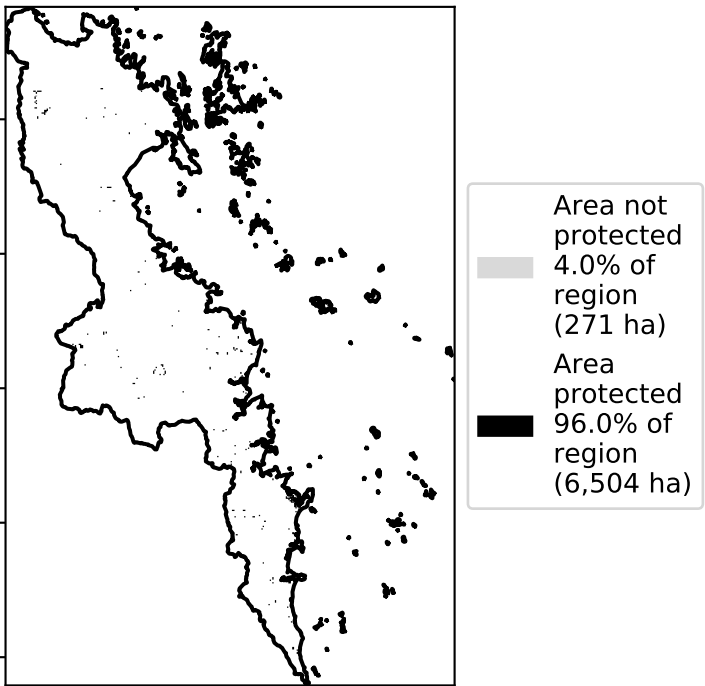 Area not
protected
4.0% of
region
(271 ha)
Area
protected
96.0% of
region
(6,504 ha)